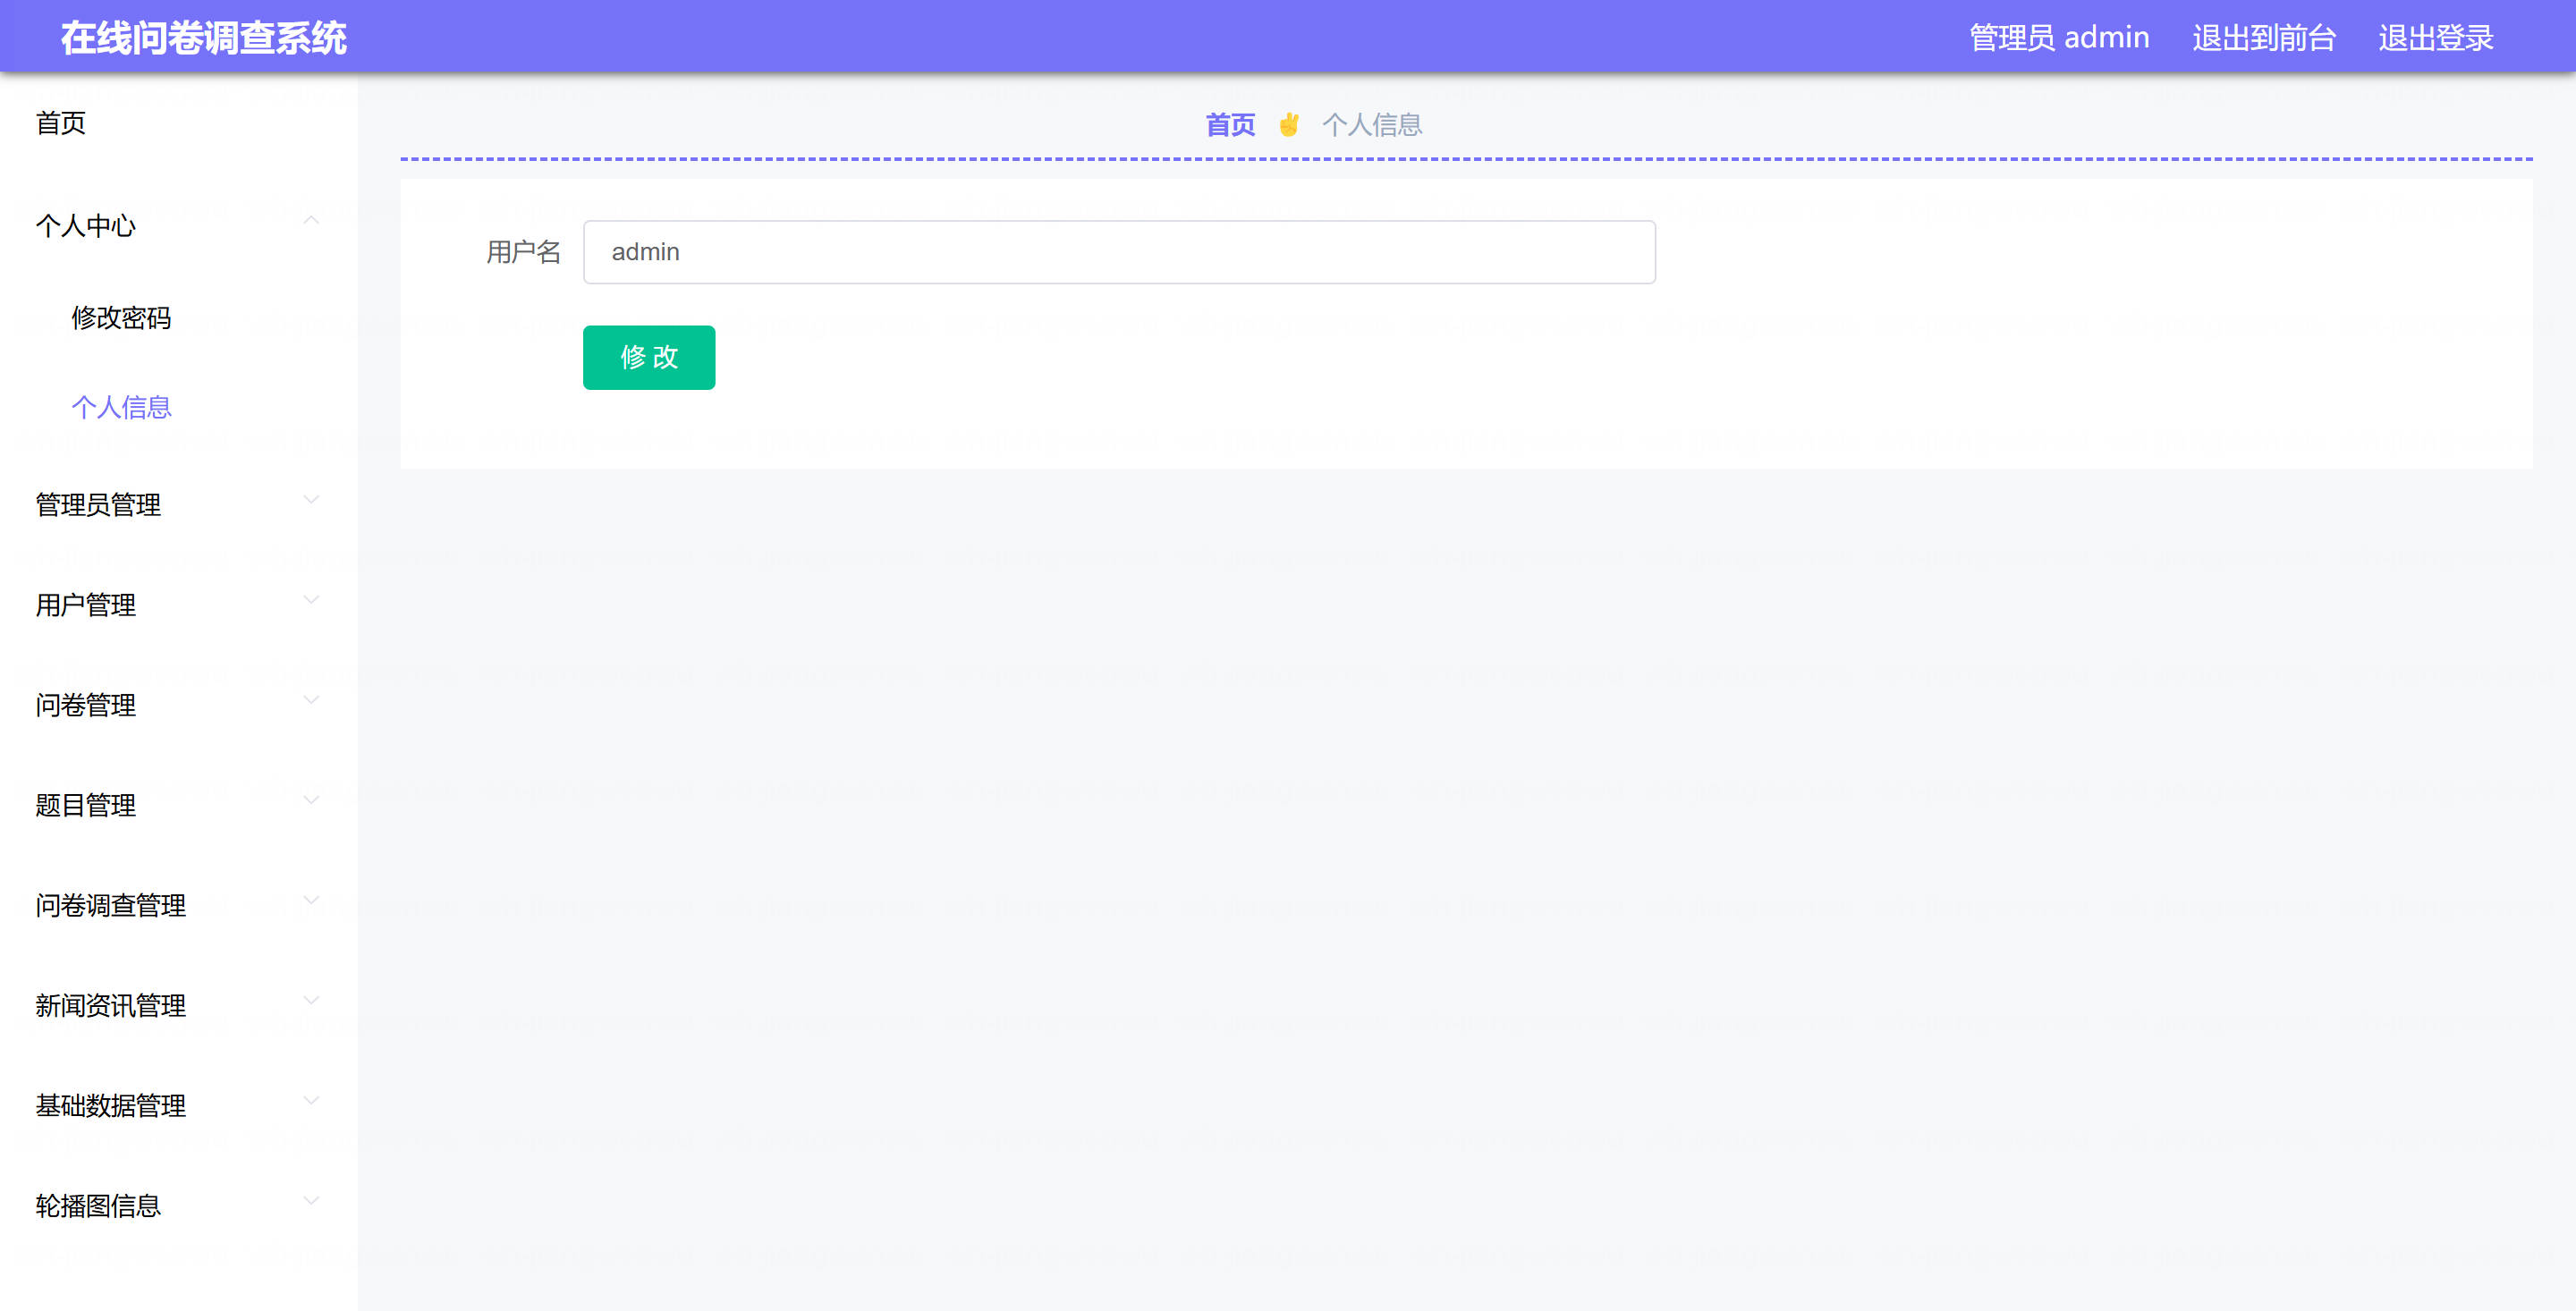 在线问卷调查系统
管理员 admin 退出到前台 退出登录
首页
个人中心
修改密码
个人信息
管理员管理
用户管理
问卷管理
题目管理
问卷调查管理
新闻资讯管理
基础数据管理
轮播图信息
首页 ✌ 个人信息
用户名 admin
修 改